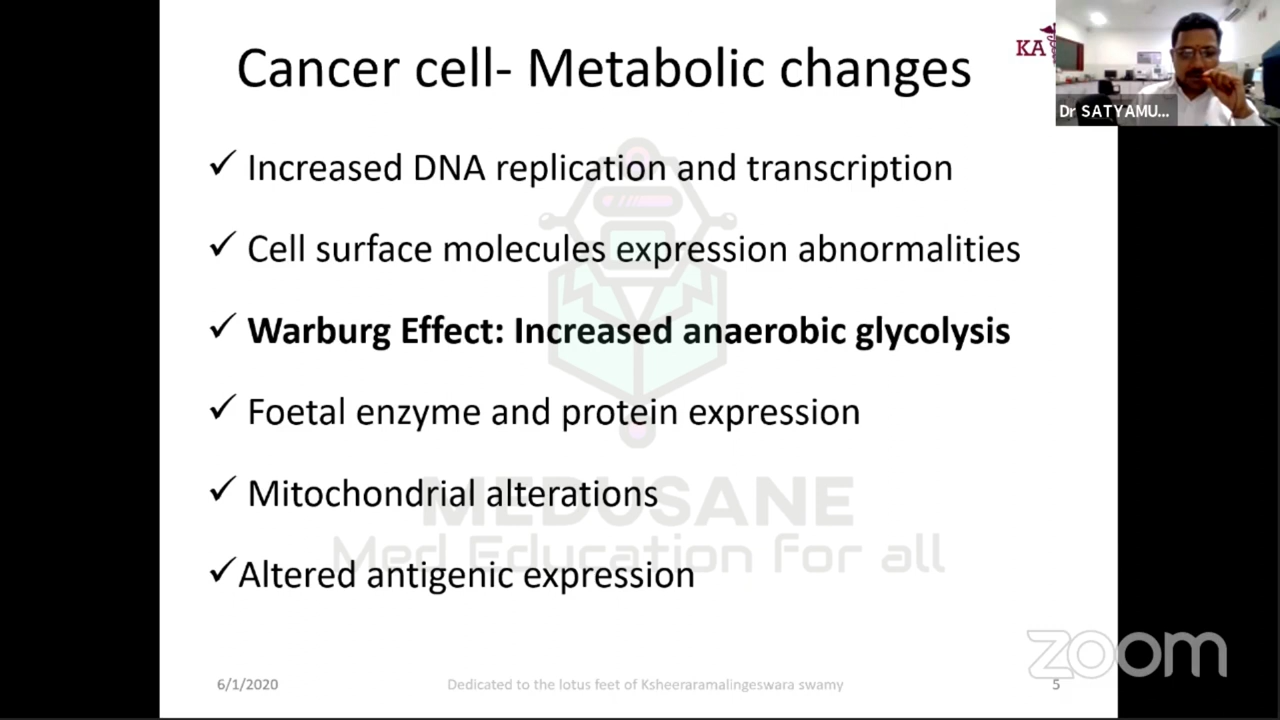 Cancer cell- Metabolic changes
KA
Dr SATYAMU...
✓ Increased DNA replication and transcription
✓ Cell surface molecules expression abnormalities
✓ Warburg Effect: Increased anaerobic glycolysis
✓ Foetal enzyme and protein expression
✓ Mitochondrial alterations
MEDUSANE
Med Education for all
✓ Altered antigenic expression
zoom
6/1/2020
Dedicated to the lotus feet of Ksheeraramalingeswara swamy
5